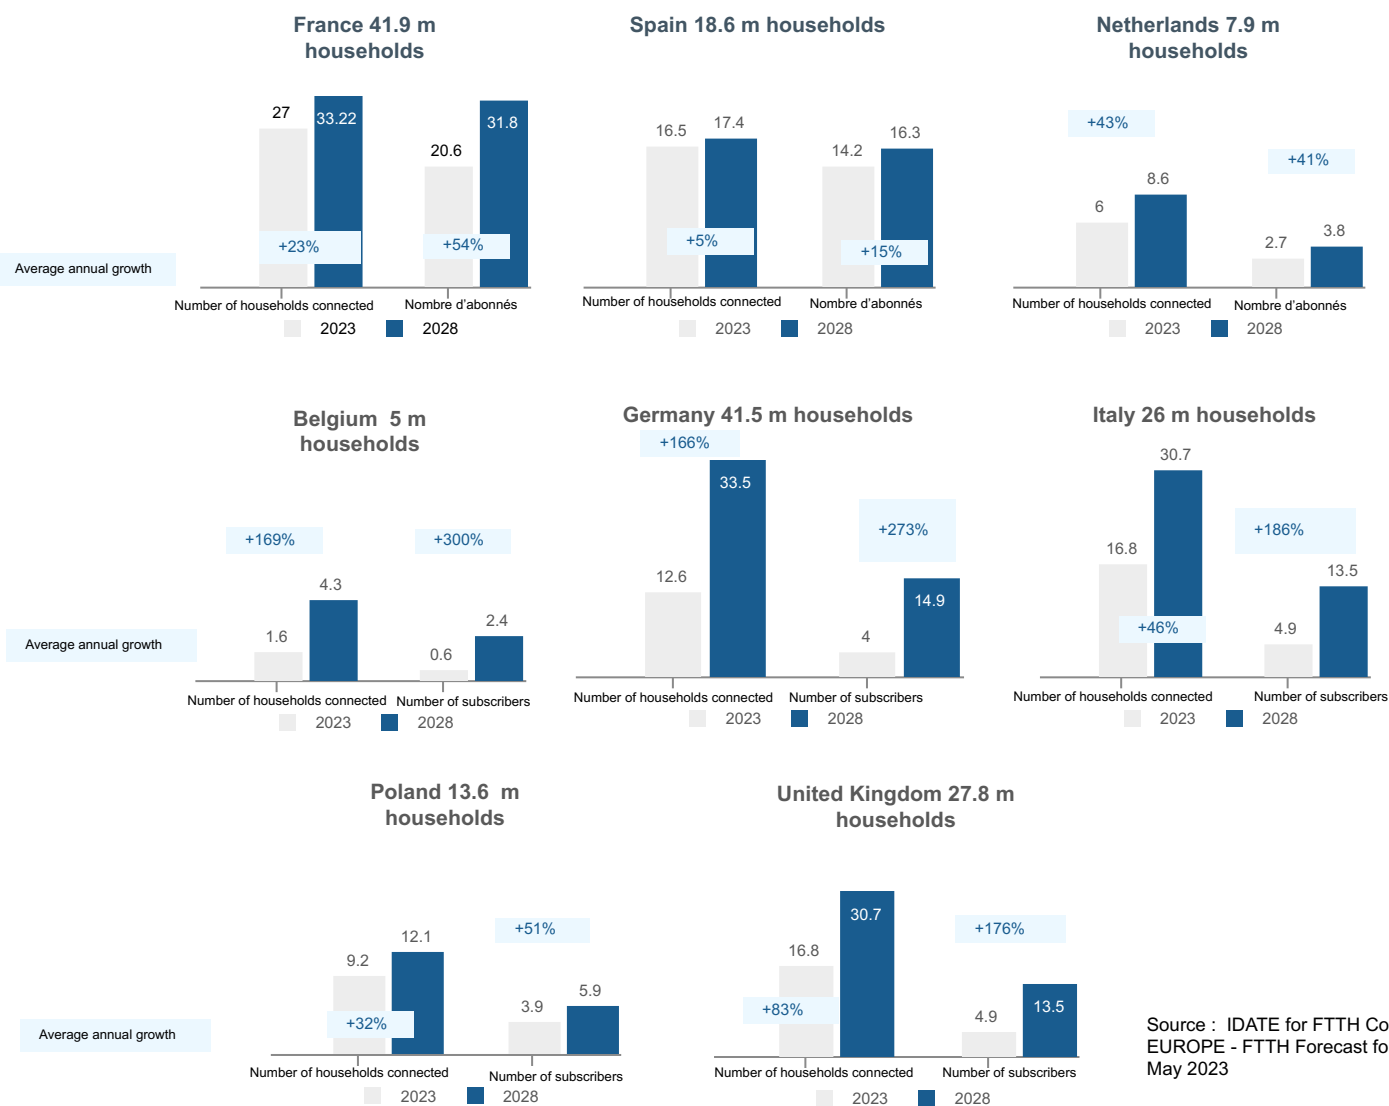 France 41.9 m
households
27
33.22
20.6
31.8
+23%
+54%
Average annual growth
Number of households connected
Nombre d'abonnés
2023
2028
Spain 18.6 m households
16.5
17.4
14.2
16.3
+5%
+15%
Number of households connected
Nombre d'abonnés
2023
2028
Netherlands 7.9 m
households
+43%
+41%
6
8.6
2.7
3.8
Number of households connected
Nombre d'abonnés
2023
2028
Belgium 5 m
households
+169%
+300%
1.6
4.3
0.6
2.4
Average annual growth
Number of households connected
Number of subscribers
2023
2028
Germany 41.5 m households
+166%
+273%
12.6
33.5
4
14.9
Number of households connected
Number of subscribers
2023
2028
Italy 26 m households
30.7
+186%
16.8
13.5
4.9
+46%
Number of households connected
Number of subscribers
2023
2028
Poland 13.6 m
households
+51%
9.2
12.1
3.9
5.9
+32%
Average annual growth
Number of households connected
Number of subscribers
2023
2028
United Kingdom 27.8 m
households
30.7
+176%
16.8
+83%
4.9
13.5
Number of households connected
Number of subscribers
2023
2028
Source : IDATE for FTTH Co
EUROPE - FTTH Forecast fo
May 2023